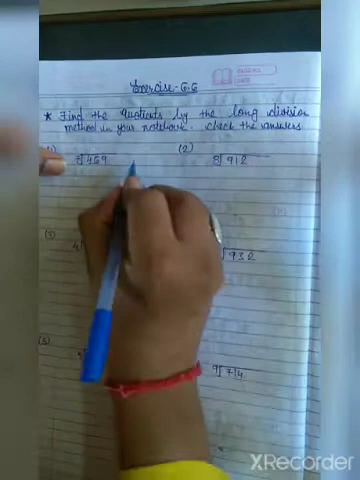 Exercise-6.6
★ Find the Quotients by the long division
method in your notebook. Check the answers
(2)
459
8 912
(3)
932
(5)
9 714
XRecorder